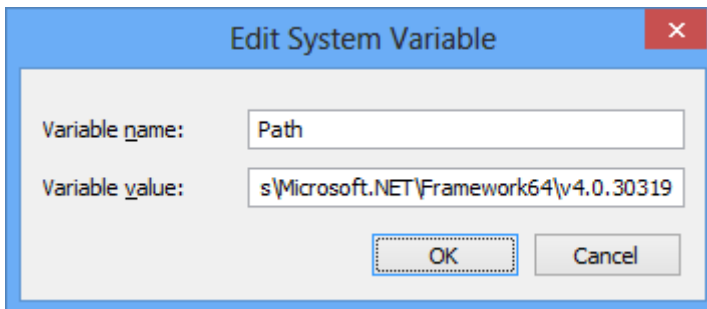 Edit System Variable
Variable name: Path
Variable value: s\Microsoft.NET\Framework64\v4.0.30319
OK Cancel